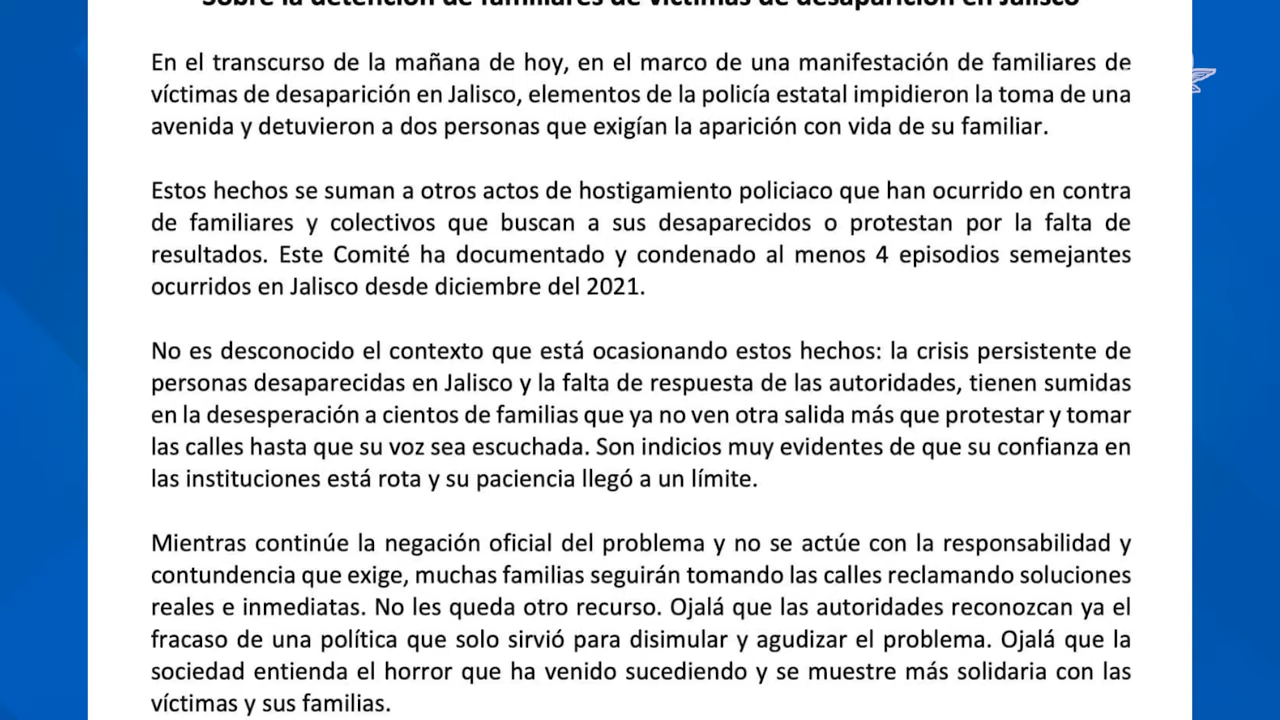 Sobre la detención de familiares de víctimas de desaparición en Jalisco
En el transcurso de la mañana de hoy, en el marco de una manifestación de familiares de
víctimas de desaparición en Jalisco, elementos de la policía estatal impidieron la toma de una
avenida y detuvieron a dos personas que exigían la aparición con vida de su familiar.
Estos hechos se suman a otros actos de hostigamiento policiaco que han ocurrido en contra
de familiares y colectivos que buscan a sus desaparecidos o protestan por la falta de
resultados. Este Comité ha documentado y condenado al menos 4 episodios semejantes
ocurridos en Jalisco desde diciembre del 2021.
No es desconocido el contexto que está ocasionando estos hechos: la crisis persistente de
personas desaparecidas en Jalisco y la falta de respuesta de las autoridades, tienen sumidas
en la desesperación a cientos de familias que ya no ven otra salida más que protestar y tomar
las calles hasta que su voz sea escuchada. Son indicios muy evidentes de que su confianza en
las instituciones está rota y su paciencia llegó a un límite.
Mientras continúe la negación oficial del problema y no se actúe con la responsabilidad y
contundencia que exige, muchas familias seguirán tomando las calles reclamando soluciones
reales e inmediatas. No les queda otro recurso. Ojalá que las autoridades reconozcan ya el
fracaso de una política que solo sirvió para disimular y agudizar el problema. Ojalá que la
sociedad entienda el horror que ha venido sucediendo y se muestre más solidaria con las
víctimas y sus familias.